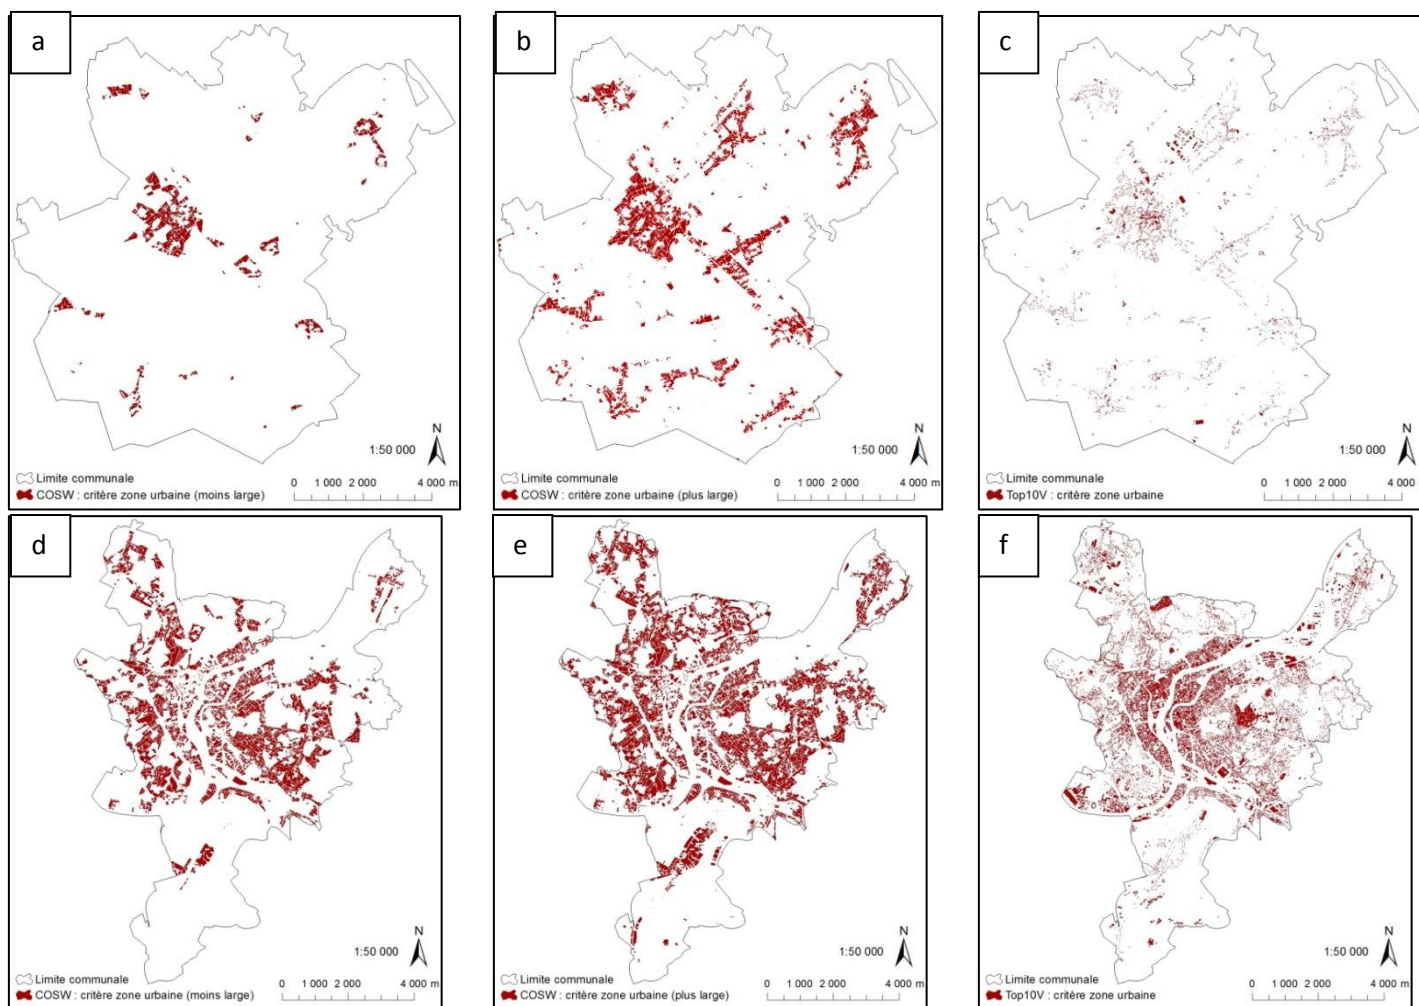 a
N
1:50 000
Limite communale
COSW : critère zone urbaine (moins large)
0 1 000 2 000 4 000 m
b
N
1:50 000
Limite communale
COSW : critère zone urbaine (plus large)
0 1 000 2 000 4 000 m
c
N
1:50 000
Limite communale
Top10V : critère zone urbaine
0 1 000 2 000 4 000
d
N
1:50 000
Limite communale
COSW : critère zone urbaine (moins large)
0 1 000 2 000 4 000 m
e
N
1:50 000
Limite communale
COSW : critère zone urbaine (plus large)
0 1 000 2 000 4 000 m
f
N
1:50 000
Limite communale
Top10V : critère zone urbaine
0 1 000 2 000 4 000 m